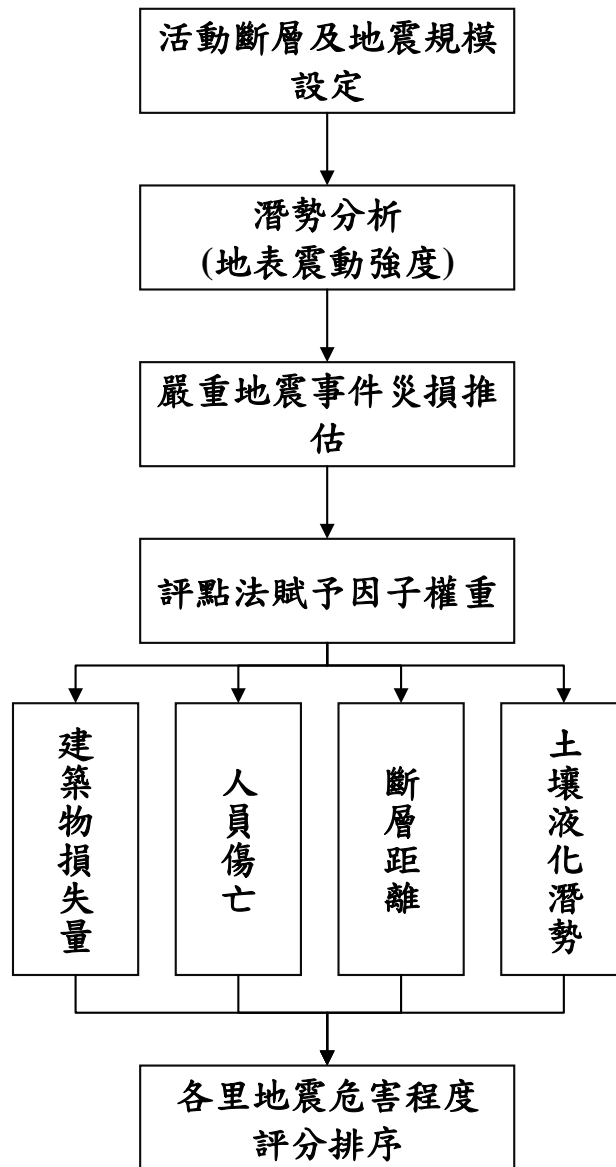 活動斷層及地震規模
設定
潛勢分析
(地表震動強度)
嚴重地震事件災損推
估
評點法賦予因子權重
建築物損失量
人員傷亡
斷層距離
土壤液化潛勢
各里地震危害程度
評分排序